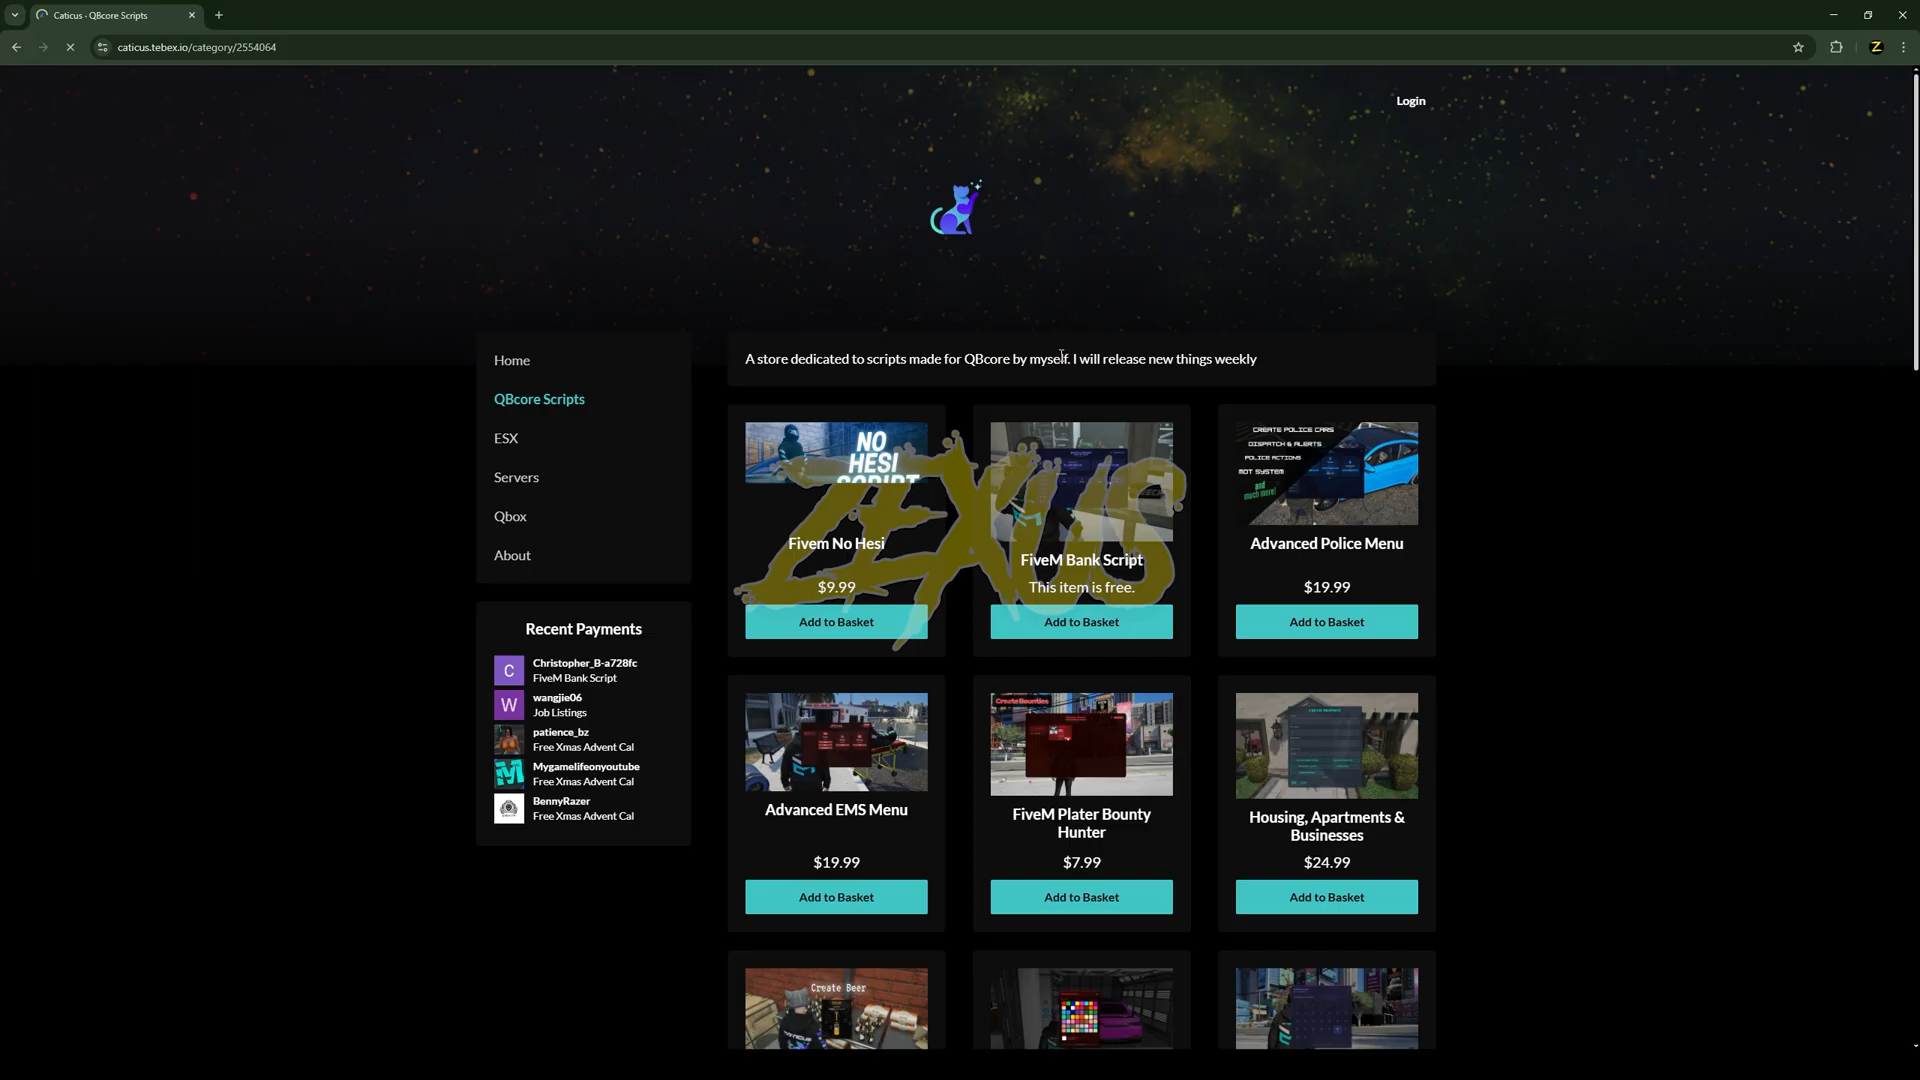 Caticus - QBcore Scripts
caticus.tebex.io/category/2554064
Z
Login
Home
QBcore Scripts
ESX
Servers
Qbox
About
A store dedicated to scripts made for QBcore by myself. I will release new things weekly
NO
HESI
SCRIPT
Fivem No Hesi
$9.99
Add to Basket
FiveM Bank Script
This item is free.
Add to Basket
CREATE POLICE CARS
DISPATCH & ALERTS
POLICE ACTIONS
MDT SYSTEM
and
much more!
Advanced Police Menu
$19.99
Add to Basket
ZEXUS
Recent Payments
C
Christopher_B-a728fc
FiveM Bank Script
W
wangjie06
Job Listings
patience_bz
Free Xmas Advent Cal
Mygamelifeonyoutube
Free Xmas Advent Cal
BennyRazer
Free Xmas Advent Cal
Advanced EMS Menu
$19.99
Add to Basket
Create Bounties
FiveM Plater Bounty
Hunter
$7.99
Add to Basket
Housing, Apartments &
Businesses
$24.99
Add to Basket
Create Beer